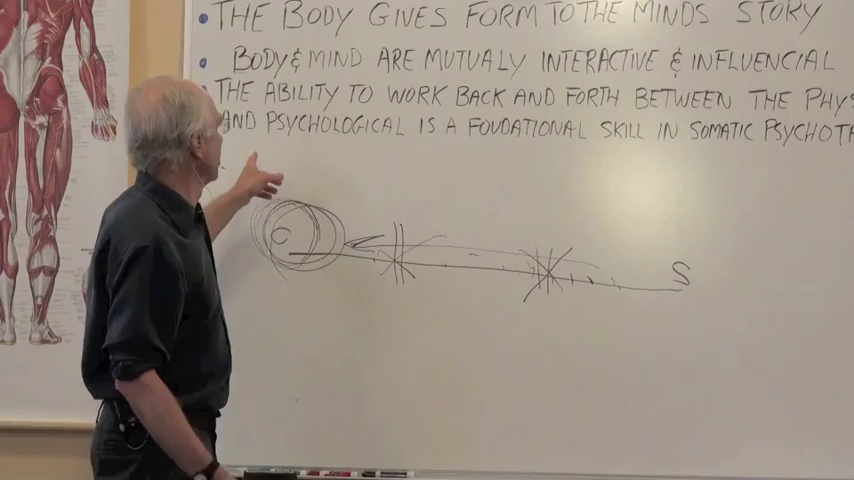 • THE BODY GIVES FORM TO THE MINDS STORY
• BODY & MIND ARE MUTUALY INTERACTIVE & INFLUENCIAL
• THE ABILITY TO WORK BACK AND FORTH BETWEEN THE PHYS
AND PSYCHOLOGICAL IS A FOUDATIONAL SKILL IN SOMATIC PSYCHOTH
C
S